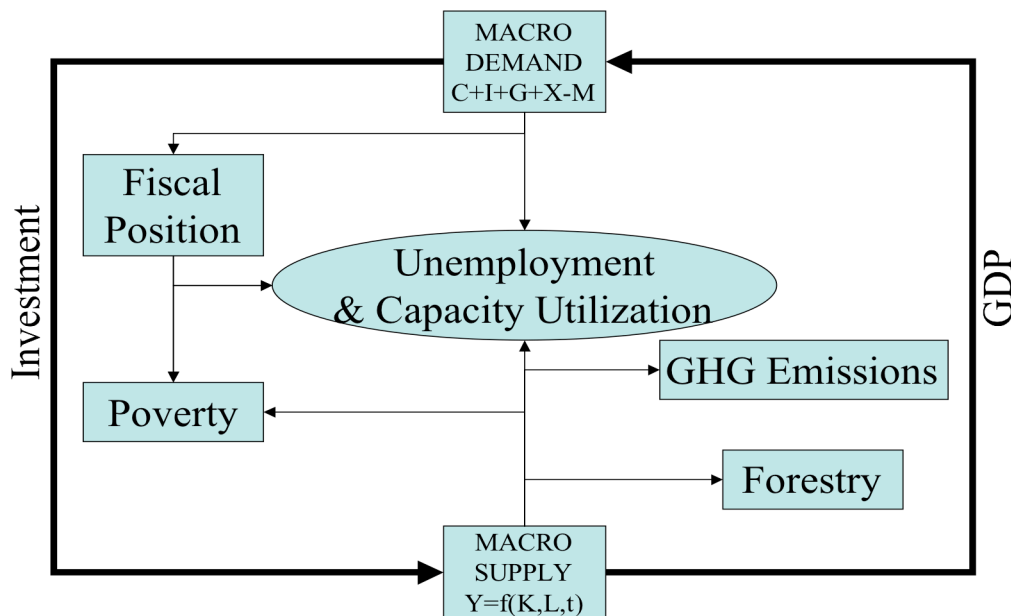 MACRO
DEMAND
C+I+G+X-M
Fiscal
Position
Investment
Unemployment
& Capacity Utilization
GDP
GHG Emissions
Poverty
Forestry
MACRO
SUPPLY
Y=f(K,L,t)